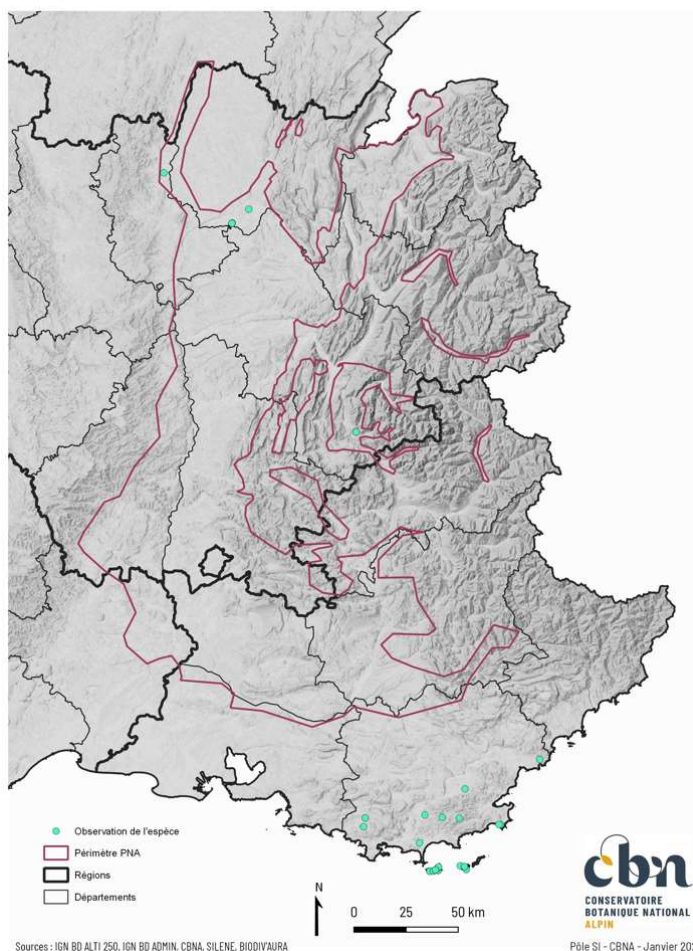 Observation de l'espèce
Périmètre PNA
Régions
Départements
N
0 25 50 km
cbn
CONSERVATOIRE
BOTANIQUE NATIONAL
ALPIN
Sources : IGN BD ALTI 250, IGN BD ADMIN, CBNA, SILENE, BIODIV'AURA
Pôle SI - CBNA - Janvier 20